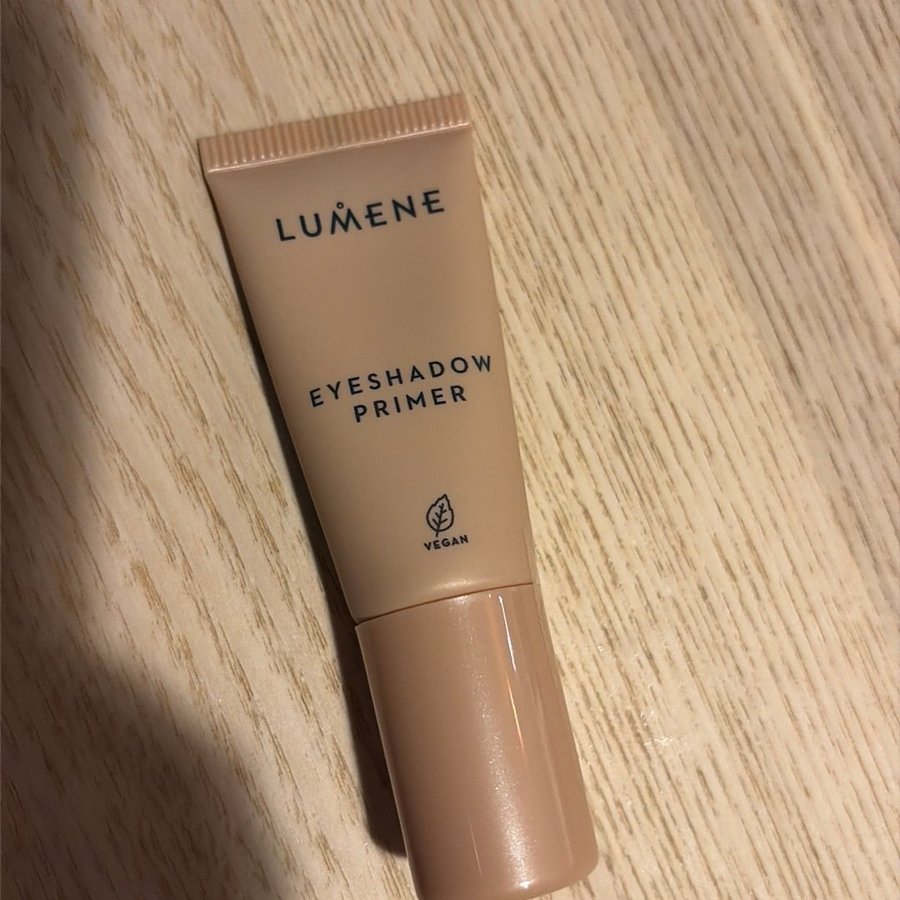 LUMENE
EYESHADOW
PRIMER
VEGAN